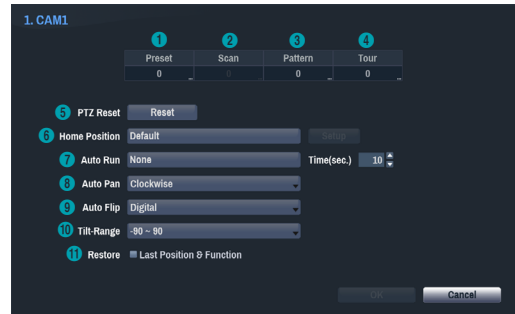 1. CAM1
1 2 3 4
Preset Scan Pattern Tour
0 ... 0 ... 0 ... 0 ...
5 PTZ Reset Reset
6 Home Position Default Setup
7 Auto Run None Time(sec.) 10
8 Auto Pan Clockwise
9 Auto Flip Digital
10 Tilt-Range -90 ~ 90
11 Restore Last Position & Function
OK Cancel